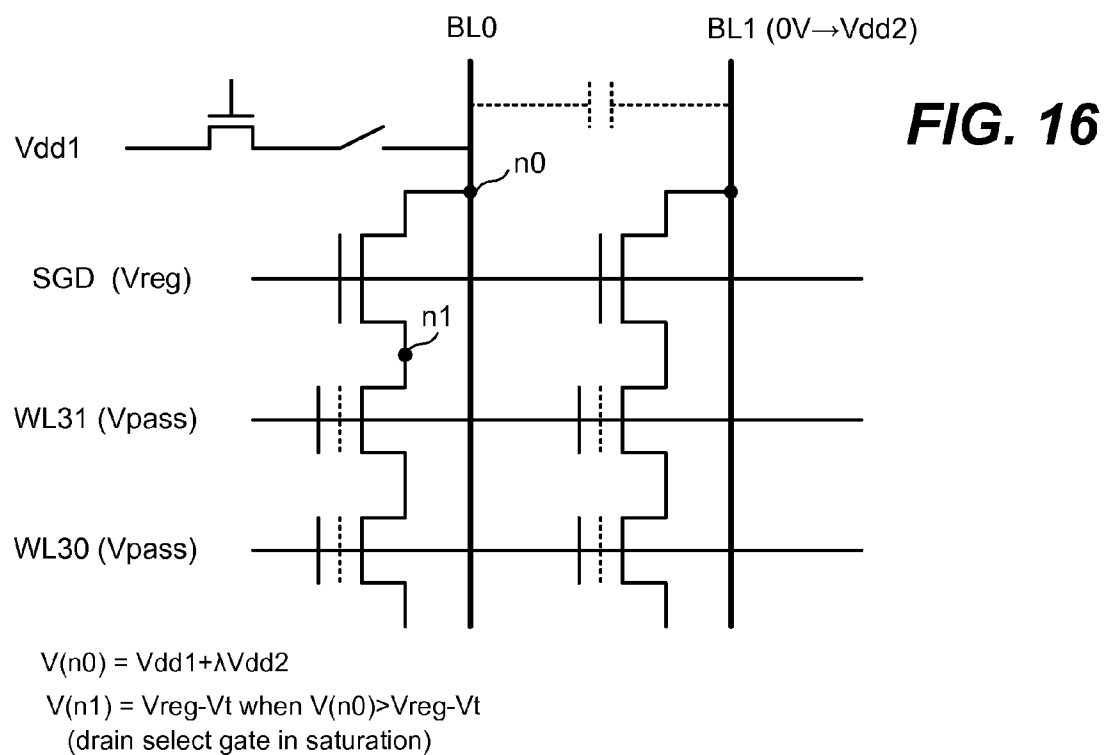 BL0
BL1 (0V→Vdd2)
FIG. 16
Vdd1
n0
SGD (Vreg)
n1
WL31 (Vpass)
WL30 (Vpass)
V(n0) = Vdd1+λVdd2
V(n1) = Vreg-Vt when V(n0)>Vreg-Vt
(drain select gate in saturation)